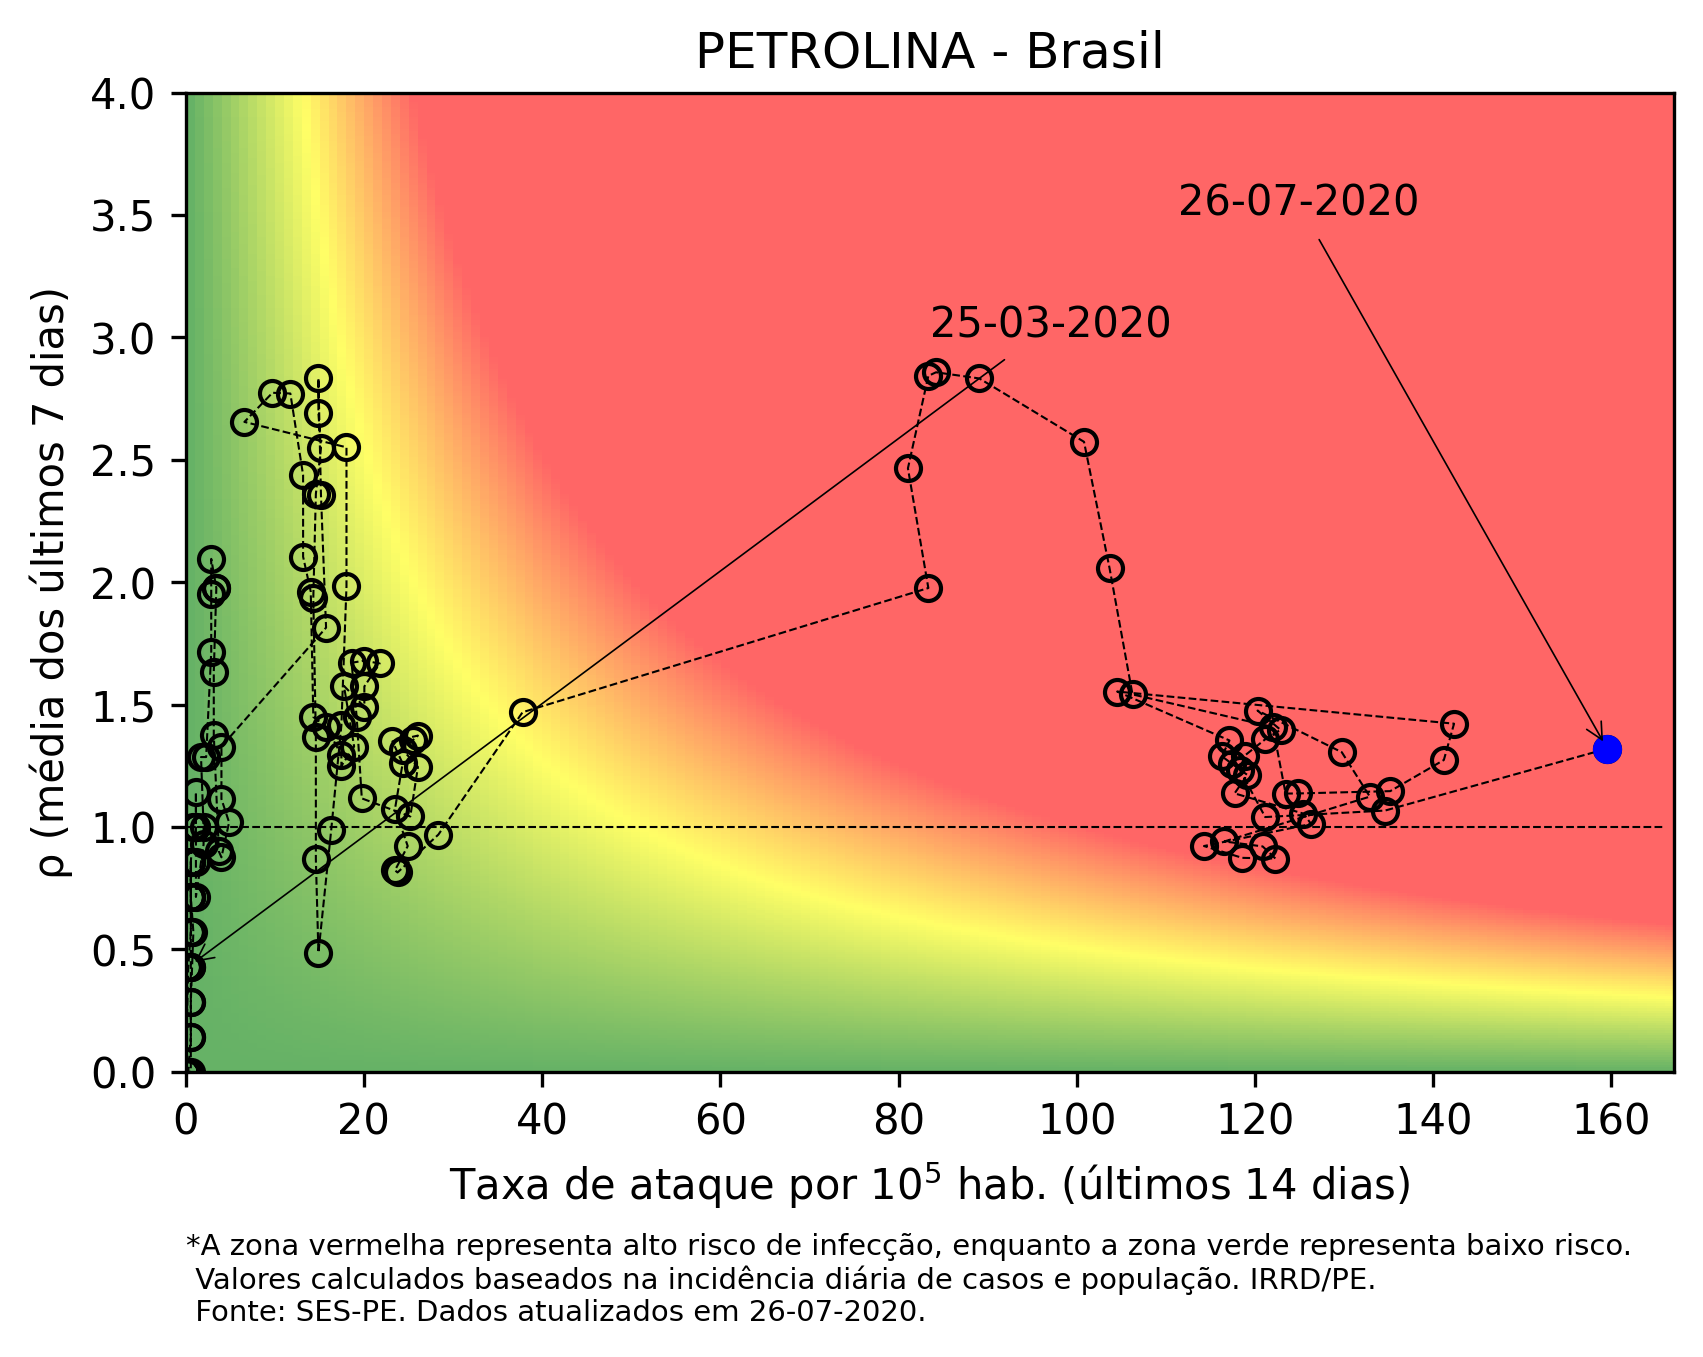 PETROLINA - Brasil
4.0
3.5
3.0
2.5
2.0
1.5
1.0
0.5
0.0
ρ (média dos últimos 7 dias)
26-07-2020
25-03-2020
0 20 40 60 80 100 120 140 160
Taxa de ataque por 10⁵ hab. (últimos 14 dias)
*A zona vermelha representa alto risco de infecção, enquanto a zona verde representa baixo risco.
Valores calculados baseados na incidência diária de casos e população. IRRD/PE.
Fonte: SES-PE. Dados atualizados em 26-07-2020.